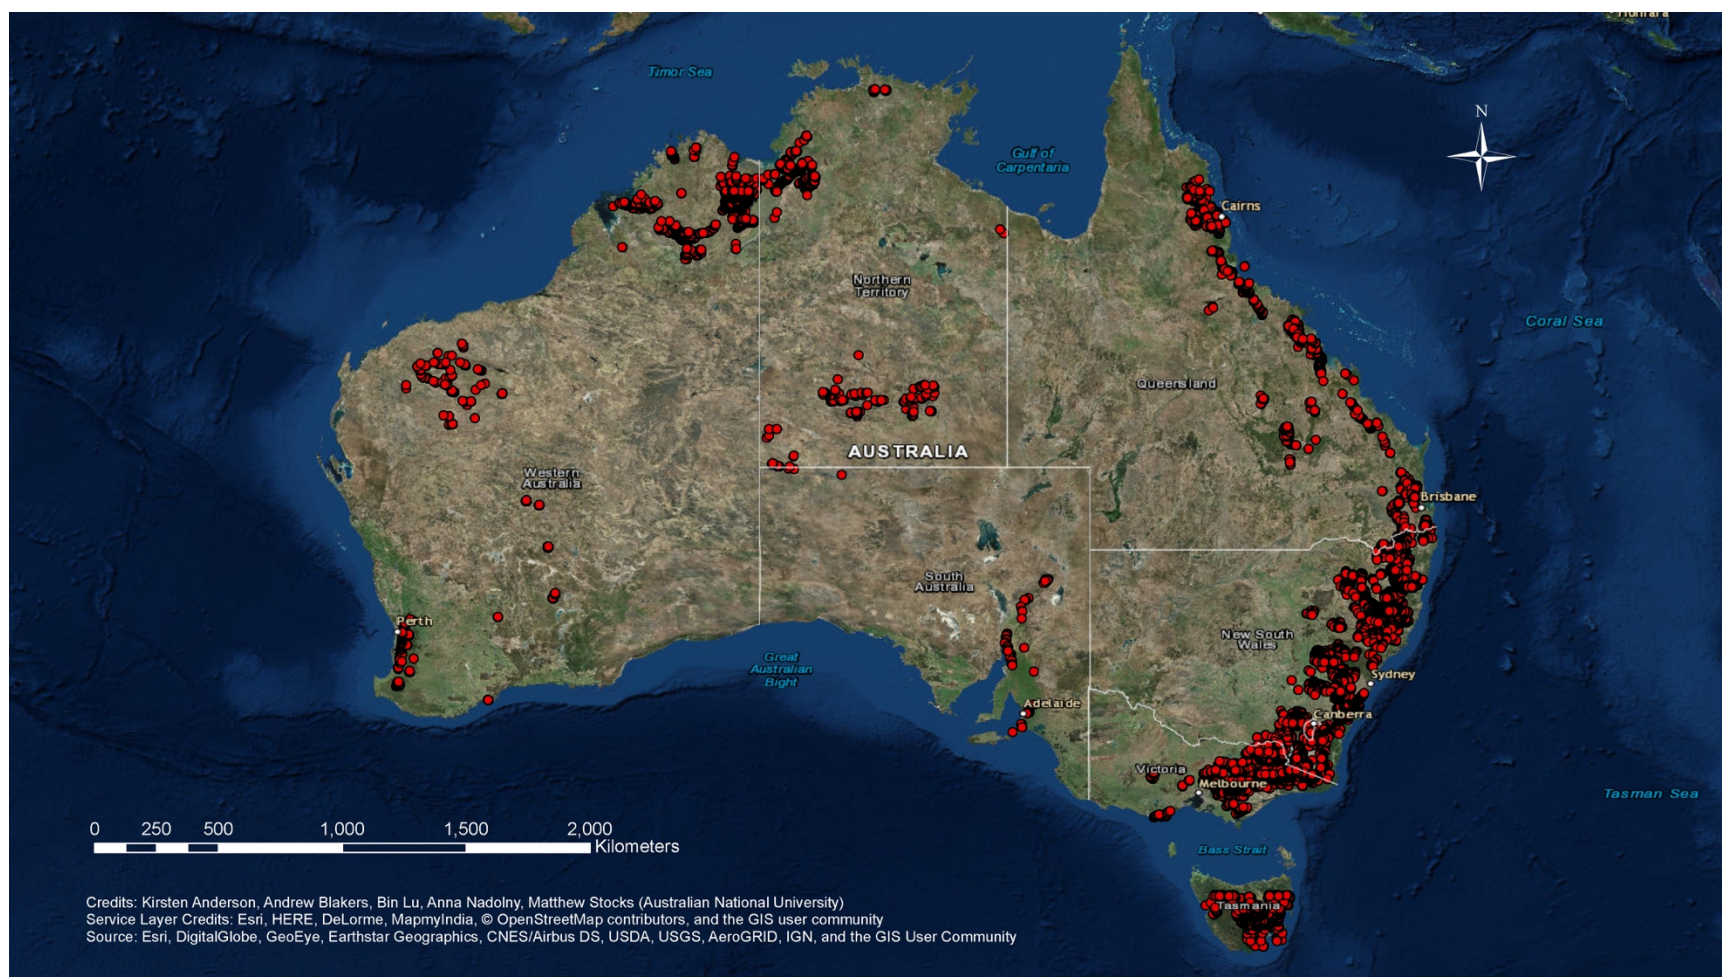 Honiara
Timor Sea
N
Gulf of
Carpentaria
Cairns
Northern
Territory
Coral Sea
Queensland
AUSTRALIA
Western
Australia
Brisbane
South
Australia
Perth
New South
Wales
Great
Australian
Bight
Sydney
Adelaide
Canberra
Victoria
Melbourne
Tasman Sea
0 250 500 1,000 1,500 2,000
Kilometers
Bass Strait
Tasmania
Credits: Kirsten Anderson, Andrew Blakers, Bin Lu, Anna Nadolny, Matthew Stocks (Australian National University)
Service Layer Credits: Esri, HERE, DeLorme, MapmyIndia, © OpenStreetMap contributors, and the GIS user community
Source: Esri, DigitalGlobe, GeoEye, Earthstar Geographics, CNES/Airbus DS, USDA, USGS, AeroGRID, IGN, and the GIS User Community